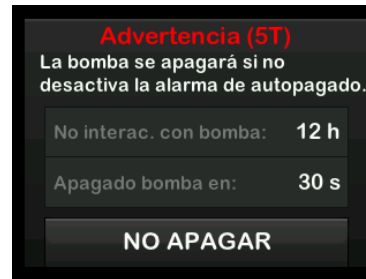 Advertencia (5T)
La bomba se apagará si no
desactiva la alarma de autopagado.
No interac. con bomba: 12 h
Apagado bomba en: 30 s
NO APAGAR